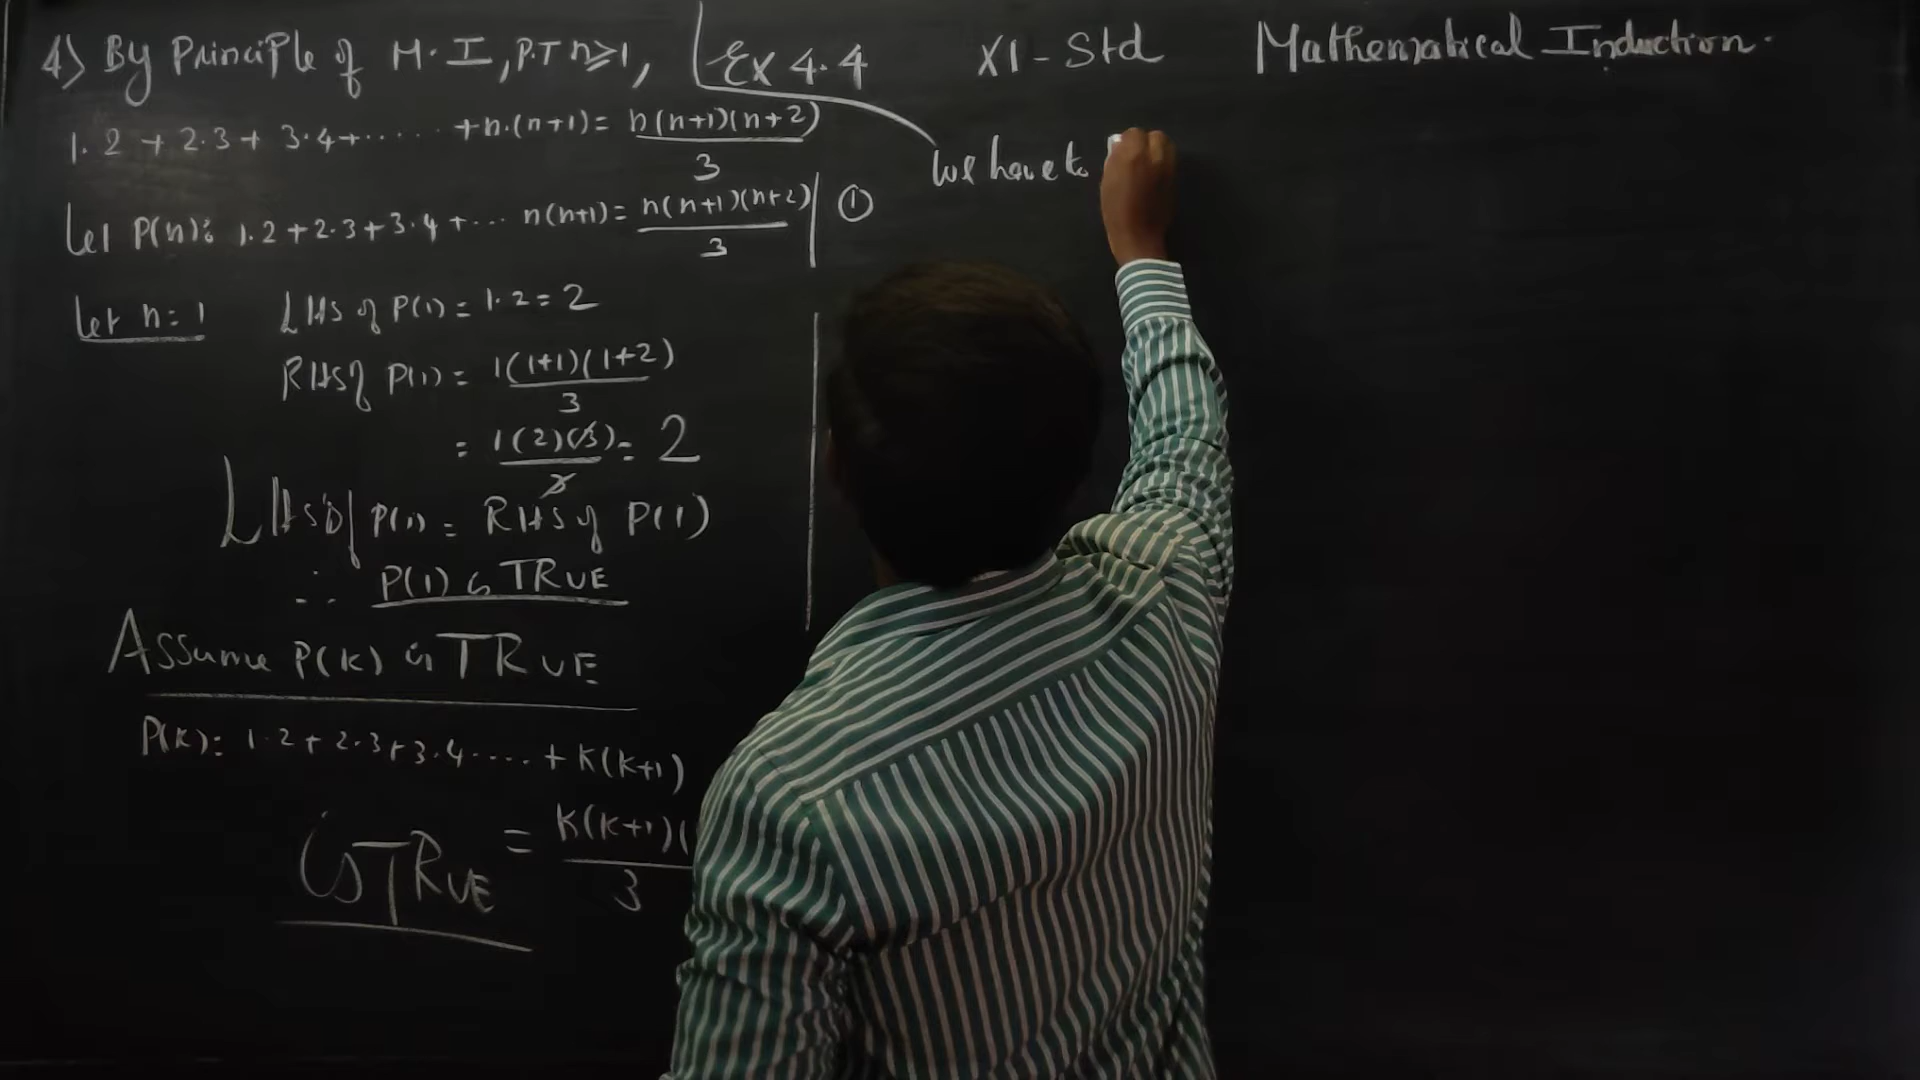 4) By Principle of M.I, P.T n≥1,
Ex 4.4
XI-Std
Mathematical Induction.
1.2 + 2.3 + 3.4 + ...... + n.(n+1) = n(n+1)(n+2)/3
Let P(n): 1.2 + 2.3 + 3.4 + ... n(n+1) = n(n+1)(n+2)/3 ①
Let n = 1
LHS of P(1) = 1.2 = 2
RHS of P(1) = 1(1+1)(1+2)/3
= 1(2)(3)/3 = 2
LHS of P(1) = RHS of P(1)
∴ P(1) is TRUE
Assume P(k) is TRUE
P(k): 1.2 + 2.3 + 3.4 ..... + k(k+1)
= k(k+1)(/3
is TRUE
We have to